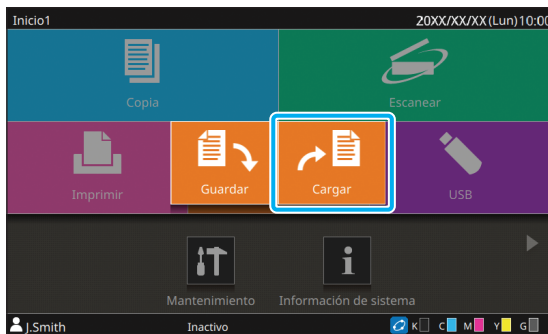 Inicio1 20XX/XX/XX(Lun)10:00
Copia Escanear
Imprimir Guardar Cargar USB
Mantenimiento Información de sistema
J.Smith Inactivo K C M Y G